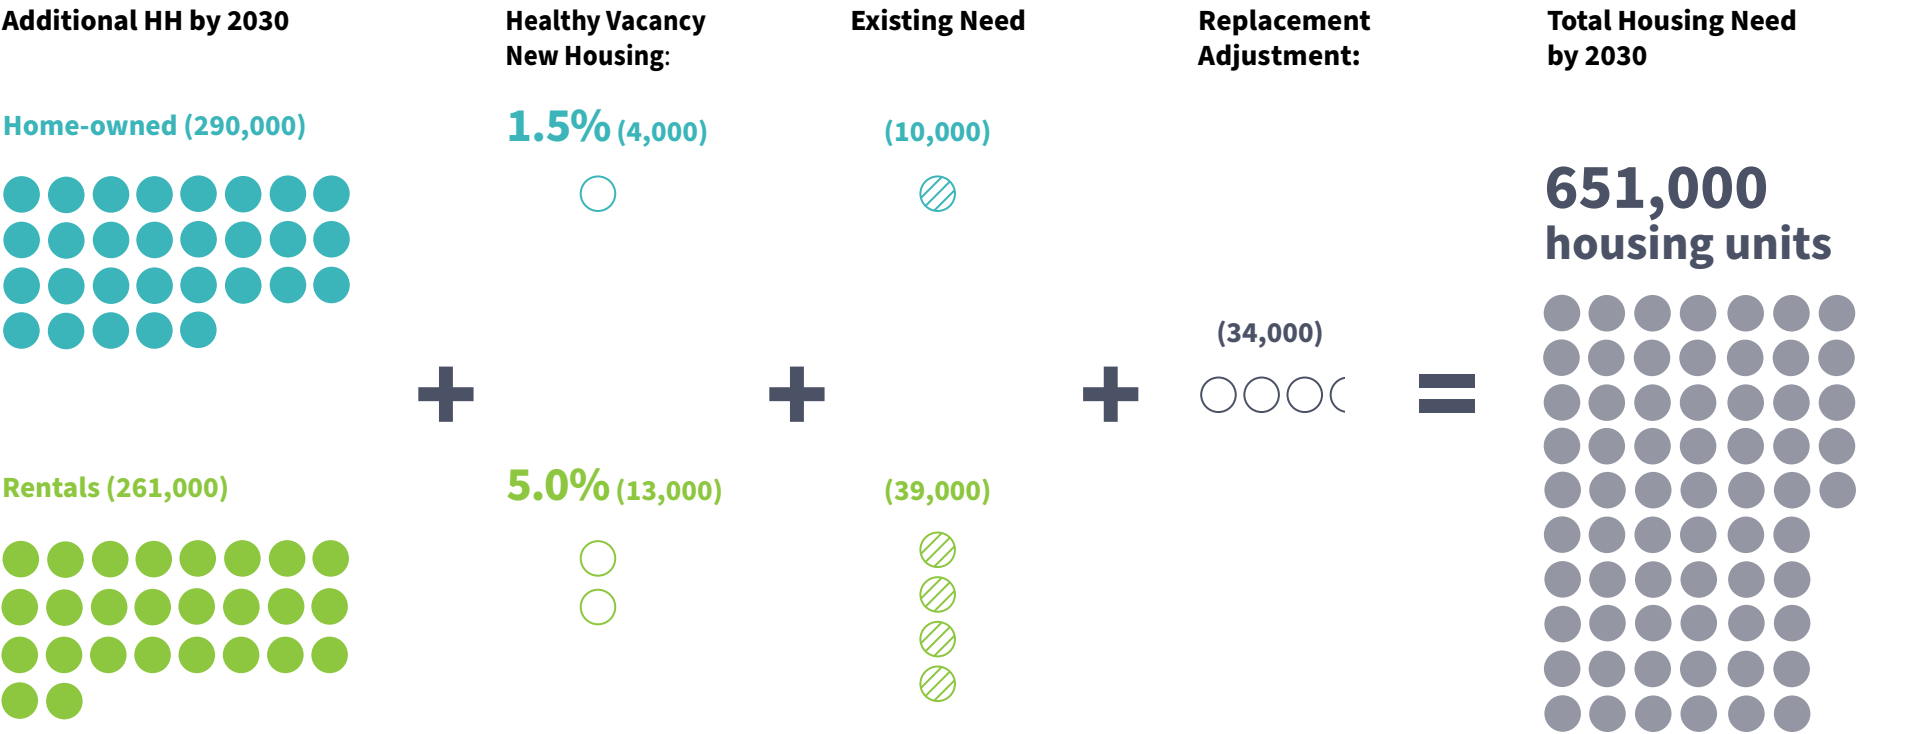 Additional HH by 2030
Healthy Vacancy
New Housing:
Existing Need
Replacement
Adjustment:
Total Housing Need
by 2030
Home-owned (290,000)
1.5% (4,000)
(10,000)
651,000
housing units
(34,000)
+
+
+
=
Rentals (261,000)
5.0% (13,000)
(39,000)